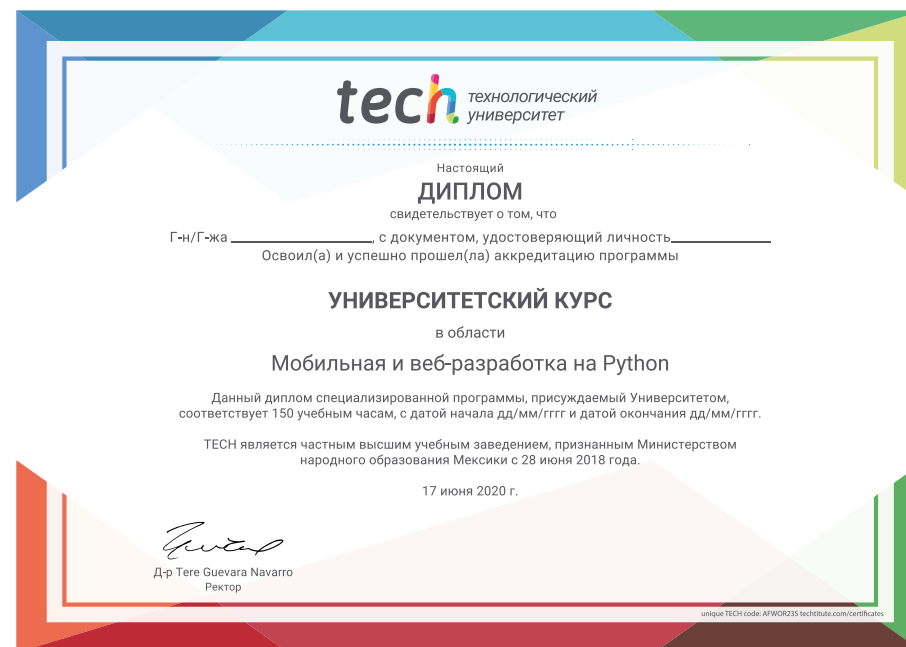 tech технологический
университет
Настоящий
ДИПЛОМ
свидетельствует о том, что
Г-н/Г-жа ____________________, с документом, удостоверяющий личность______________
Освоил(а) и успешно прошел(ла) аккредитацию программы
УНИВЕРСИТЕТСКИЙ КУРС
в области
Мобильная и веб-разработка на Python
Данный диплом специализированной программы, присуждаемый Университетом,
соответствует 150 учебным часам, с датой начала дд/мм/гггг и датой окончания дд/мм/гггг.
TECH является частным высшим учебным заведением, признанным Министерством
народного образования Мексики с 28 июня 2018 года.
17 июня 2020 г.
Д-р Tere Guevara Navarro
Ректор
unique TECH code: AFWOR23S techtitute.com/certificates